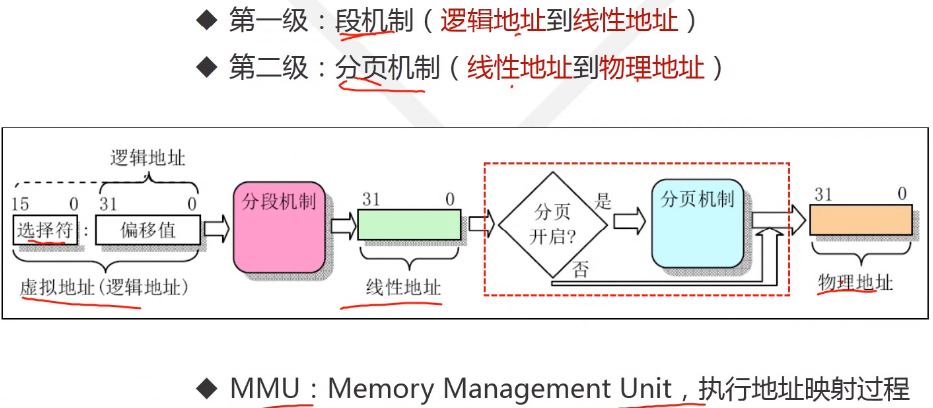 ◆ 第一级：段机制（逻辑地址到线性地址）
◆ 第二级：分页机制（线性地址到物理地址）
逻辑地址
15 0 31 0
选择符 : 偏移值
虚拟地址(逻辑地址)
分段机制
31 0
线性地址
分页
开启?
是
否
分页机制
31 0
物理地址
◆ MMU：Memory Management Unit，执行地址映射过程